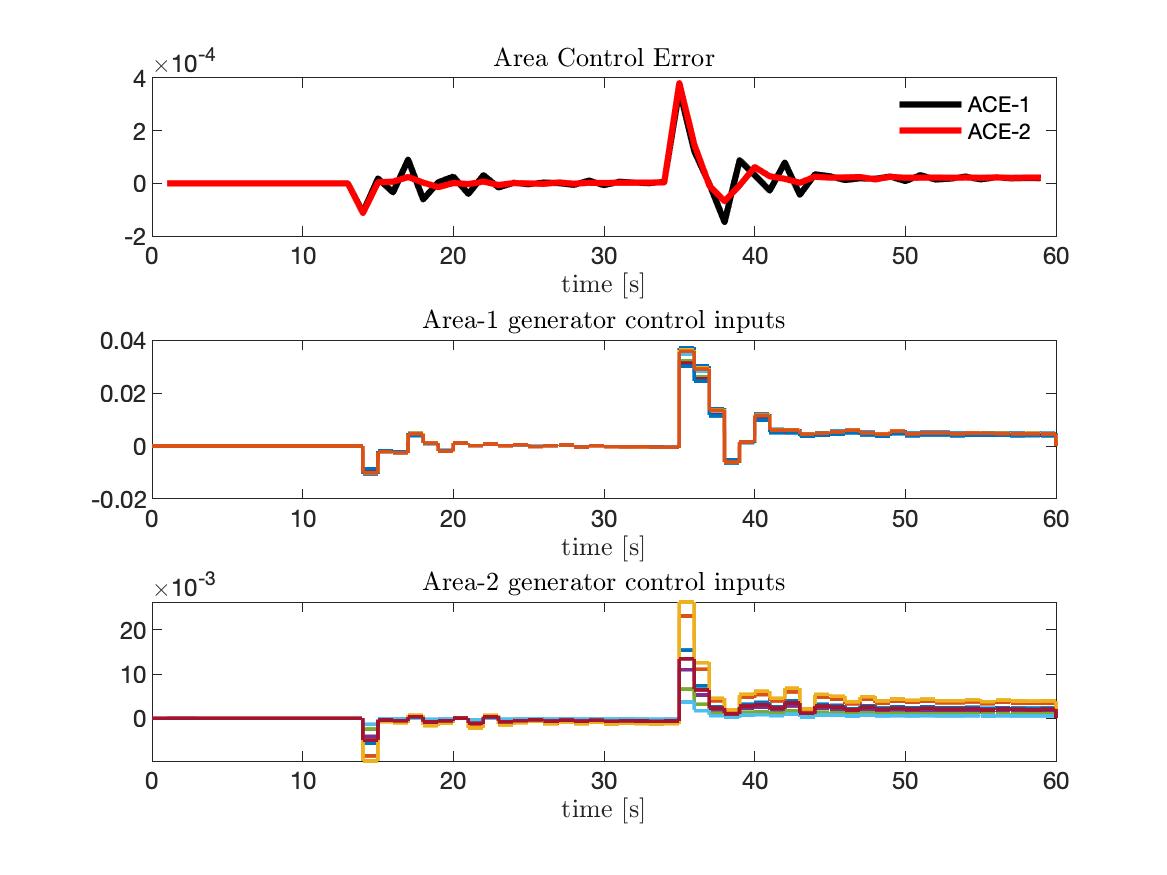 Area Control Error
×10-4
4
2
0
-2
ACE-1
ACE-2
0 10 20 30 40 50 60
time [s]
Area-1 generator control inputs
0.04
0.02
0
-0.02
0 10 20 30 40 50 60
time [s]
Area-2 generator control inputs
×10-3
20
10
0
0 10 20 30 40 50 60
time [s]